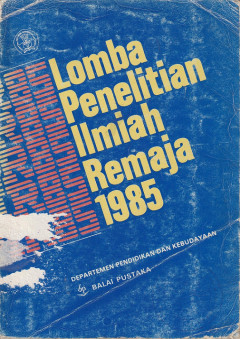 Lomba
Penelitian
Ilmiah
Remaja
1985
DEPARTEMEN PENDIDIKAN DAN KEBUDAYAAN
BALAI PUSTAKA